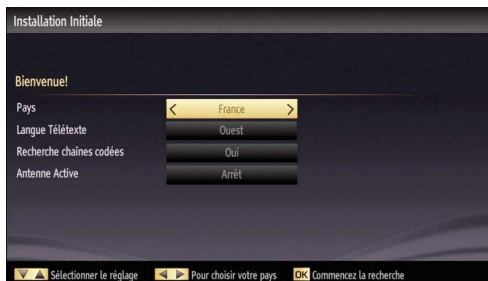 Installation Initiale
Bienvenue!
Pays France
Langue Télétexte Ouest
Recherche chaînes codées Oui
Antenne Active Arrêt
Sélectionner le réglage Pour choisir votre pays OK Commencez la recherche